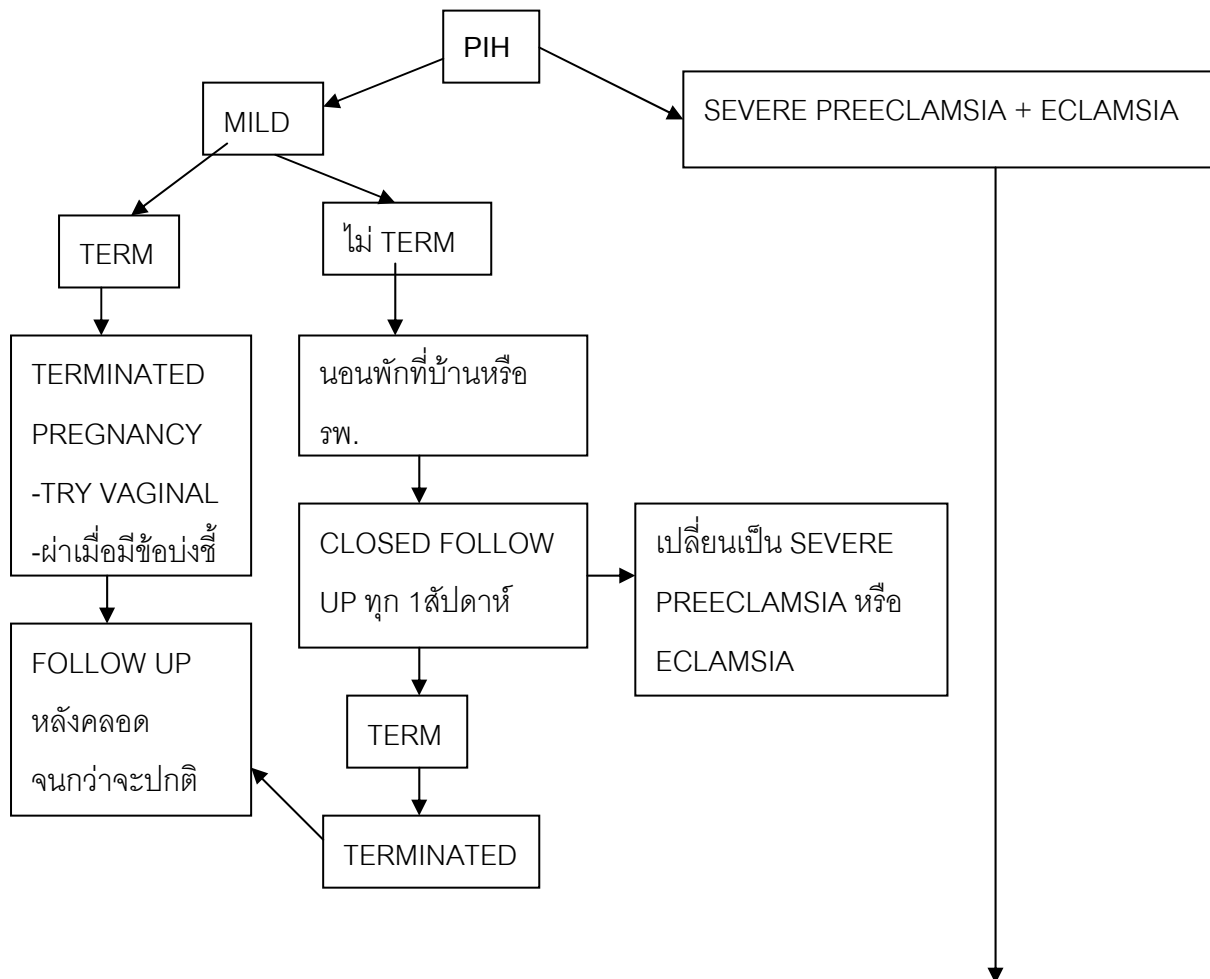 PIH
MILD
SEVERE PREECLAMSIA + ECLAMSIA
TERM
ไม่ TERM
TERMINATED
PREGNANCY
-TRY VAGINAL
-ผ่าเมื่อมีข้อบ่งชี้
นอนพักที่บ้านหรือ
รพ.
CLOSED FOLLOW
UP ทุก 1สัปดาห์
เปลี่ยนเป็น SEVERE
PREECLAMSIA หรือ
ECLAMSIA
FOLLOW UP
หลังคลอด
จนกว่าจะปกติ
TERM
TERMINATED